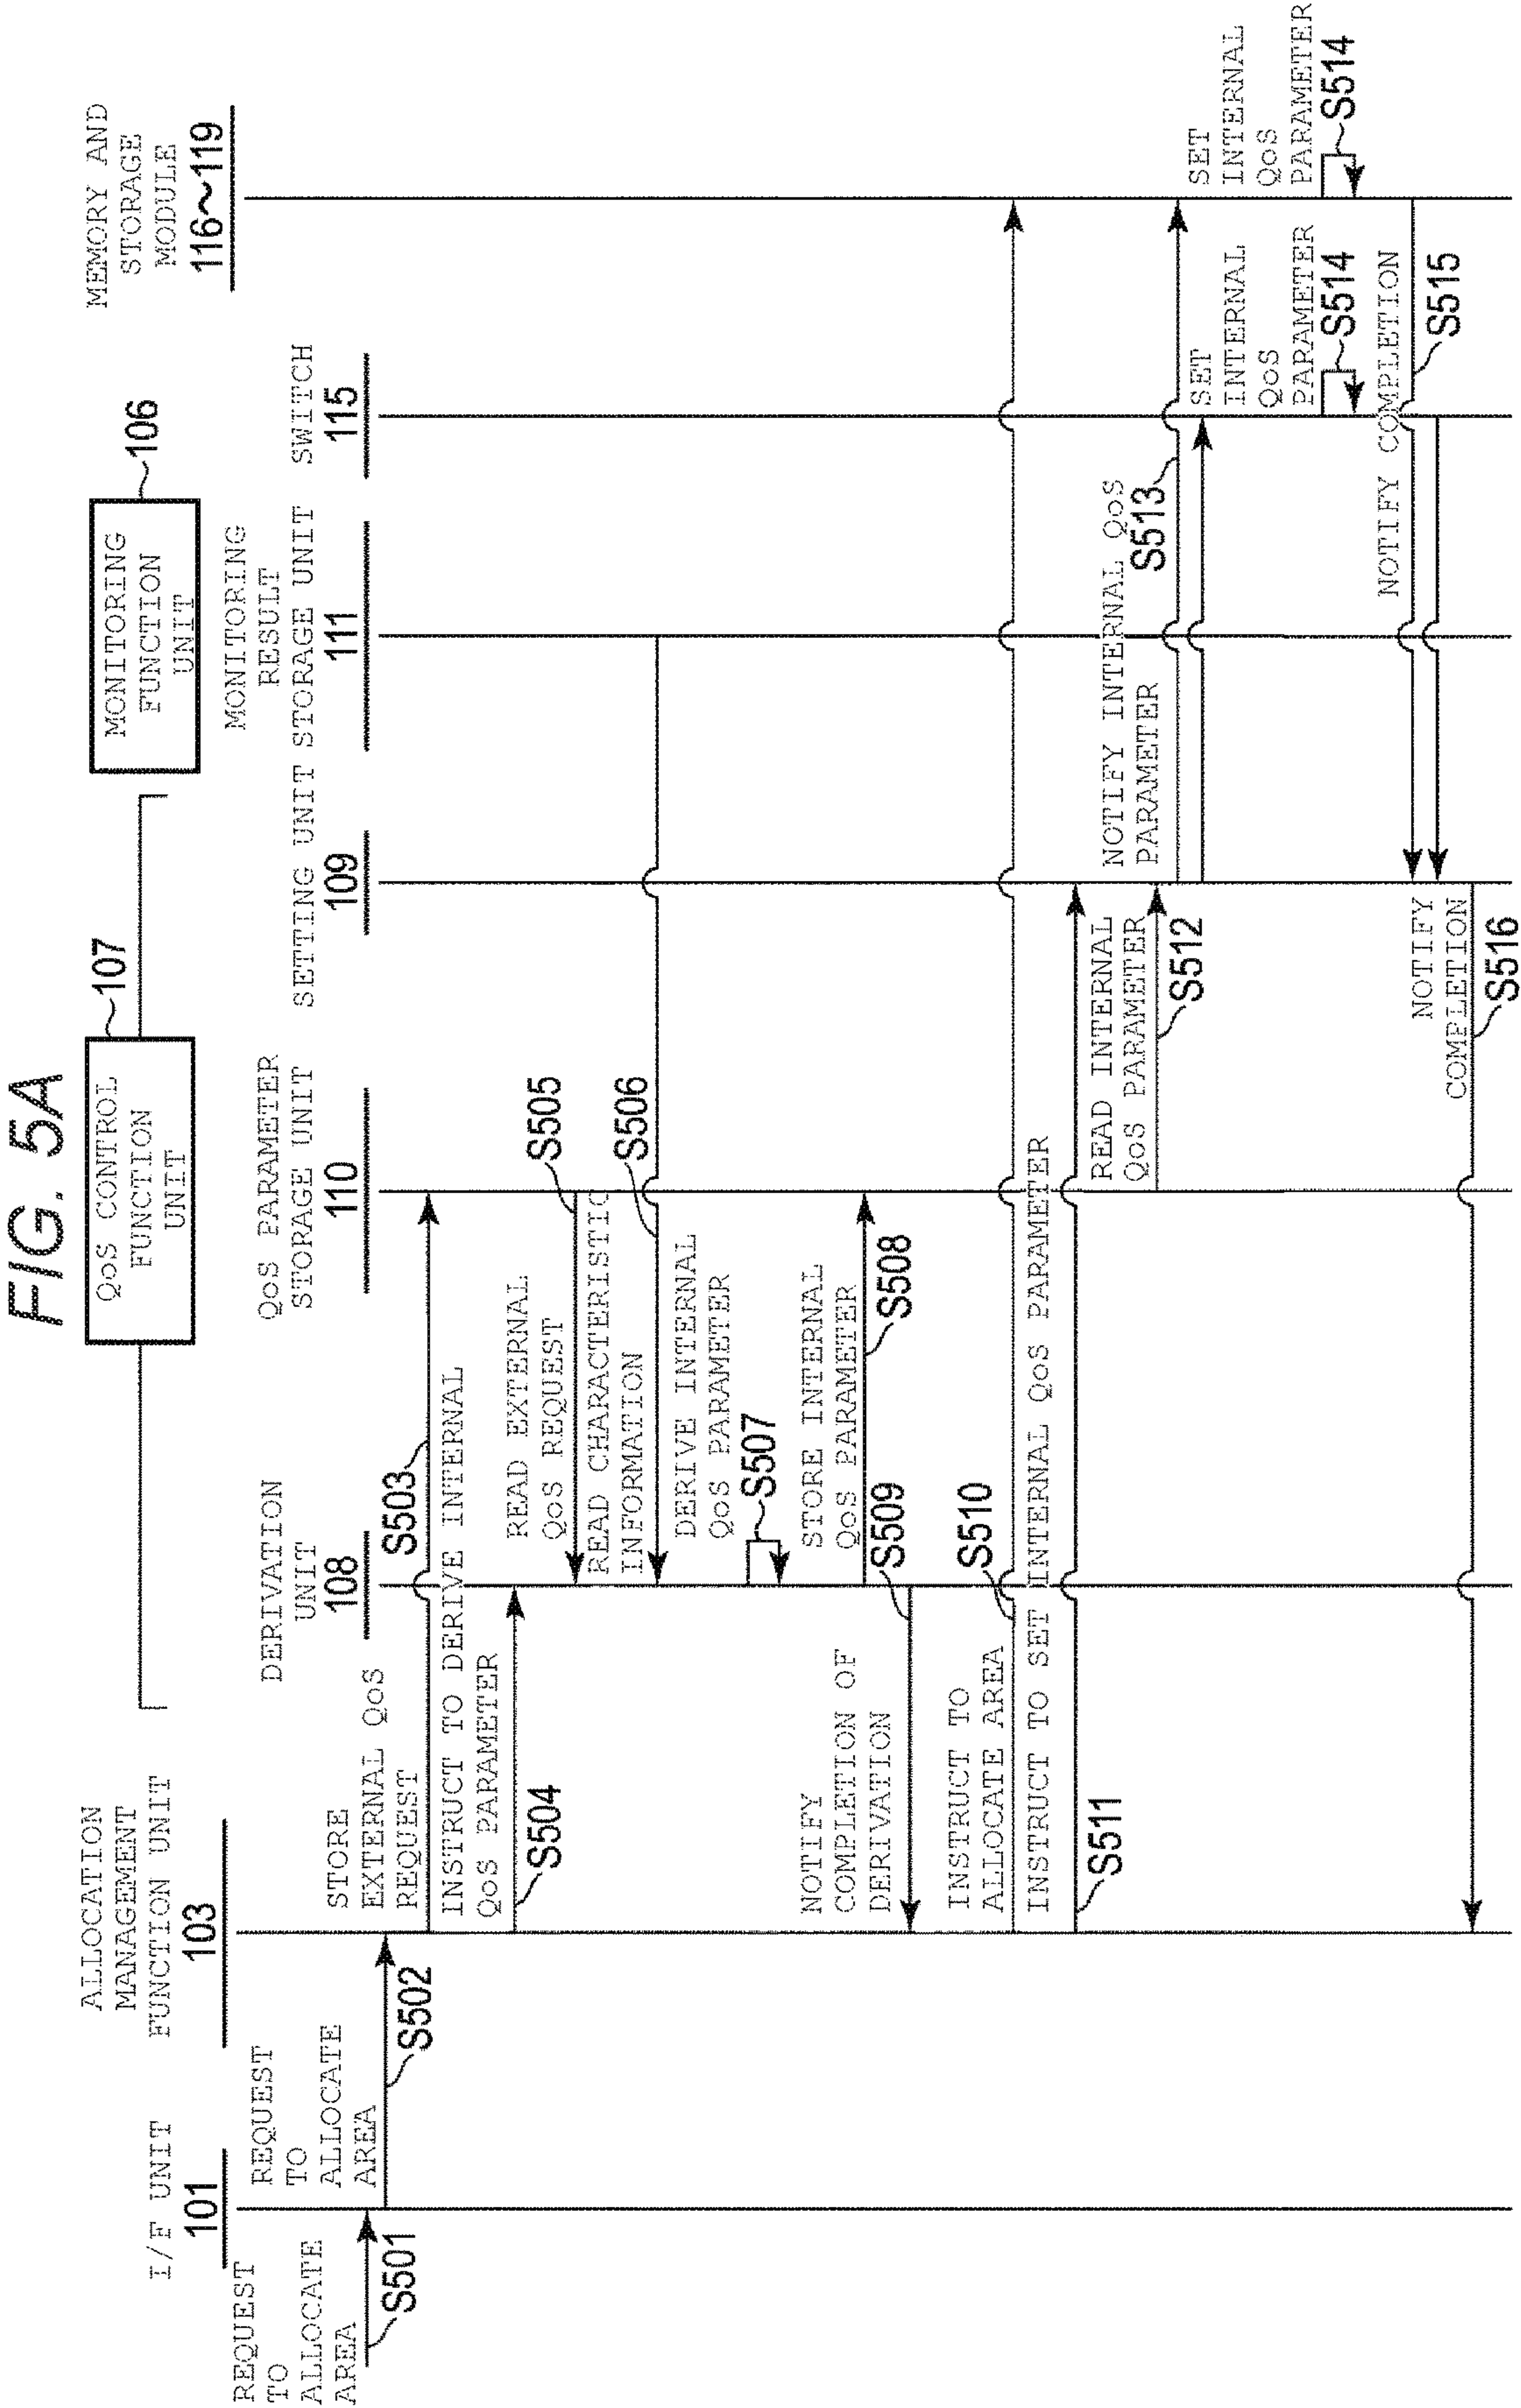 FIG. 5A
QoS CONTROL
FUNCTION
UNIT
107
MONITORING
FUNCTION
UNIT
106
I/F UNIT
101
ALLOCATION
MANAGEMENT
FUNCTION UNIT
103
DERIVATION
UNIT
108
QoS PARAMETER
STORAGE UNIT
110
SETTING UNIT
109
MONITORING
RESULT
STORAGE UNIT
111
SWITCH
115
MEMORY AND
STORAGE
MODULE
116～119
REQUEST
TO
ALLOCATE
AREA
S501
REQUEST
TO
ALLOCATE
AREA
S502
STORE
EXTERNAL QoS
REQUEST
S503
INSTRUCT TO DERIVE INTERNAL
QoS PARAMETER
S504
READ EXTERNAL
QoS REQUEST
S505
READ CHARACTERISTIC
INFORMATION
S506
DERIVE INTERNAL
QoS PARAMETER
S507
STORE INTERNAL
QoS PARAMETER
S508
NOTIFY
COMPLETION OF
DERIVATION
S509
INSTRUCT TO
ALLOCATE AREA
S510
INSTRUCT TO SET INTERNAL QoS PARAMETER
S511
READ INTERNAL
QoS PARAMETER
S512
NOTIFY INTERNAL QoS
PARAMETER
S513
SET
INTERNAL
QoS
PARAMETER
S514
SET
INTERNAL
QoS
PARAMETER
S514
NOTIFY COMPLETION
S515
NOTIFY
COMPLETION
S516